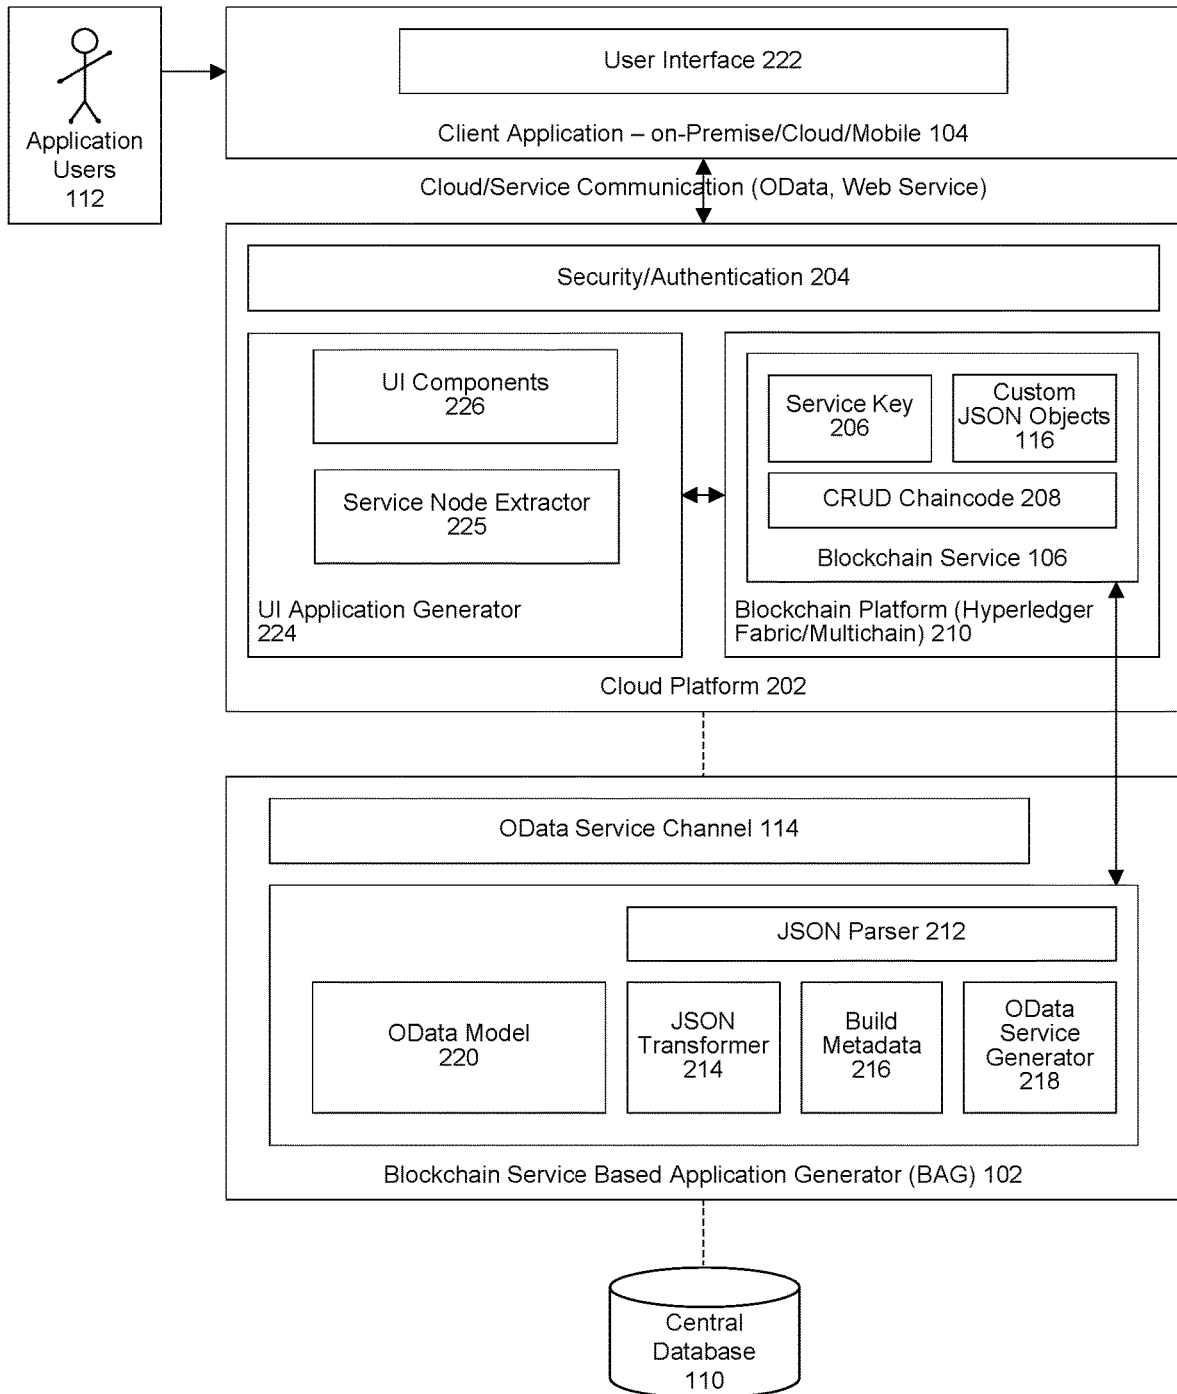 Application
Users
112
User Interface 222
Client Application – on-Premise/Cloud/Mobile 104
Cloud/Service Communication (OData, Web Service)
Security/Authentication 204
UI Components
226
Service Node Extractor
225
UI Application Generator
224
Service Key
206
Custom
JSON Objects
116
CRUD Chaincode 208
Blockchain Service 106
Blockchain Platform (Hyperledger
Fabric/Multichain) 210
Cloud Platform 202
OData Service Channel 114
JSON Parser 212
OData Model
220
JSON
Transformer
214
Build
Metadata
216
OData
Service
Generator
218
Blockchain Service Based Application Generator (BAG) 102
Central
Database
110